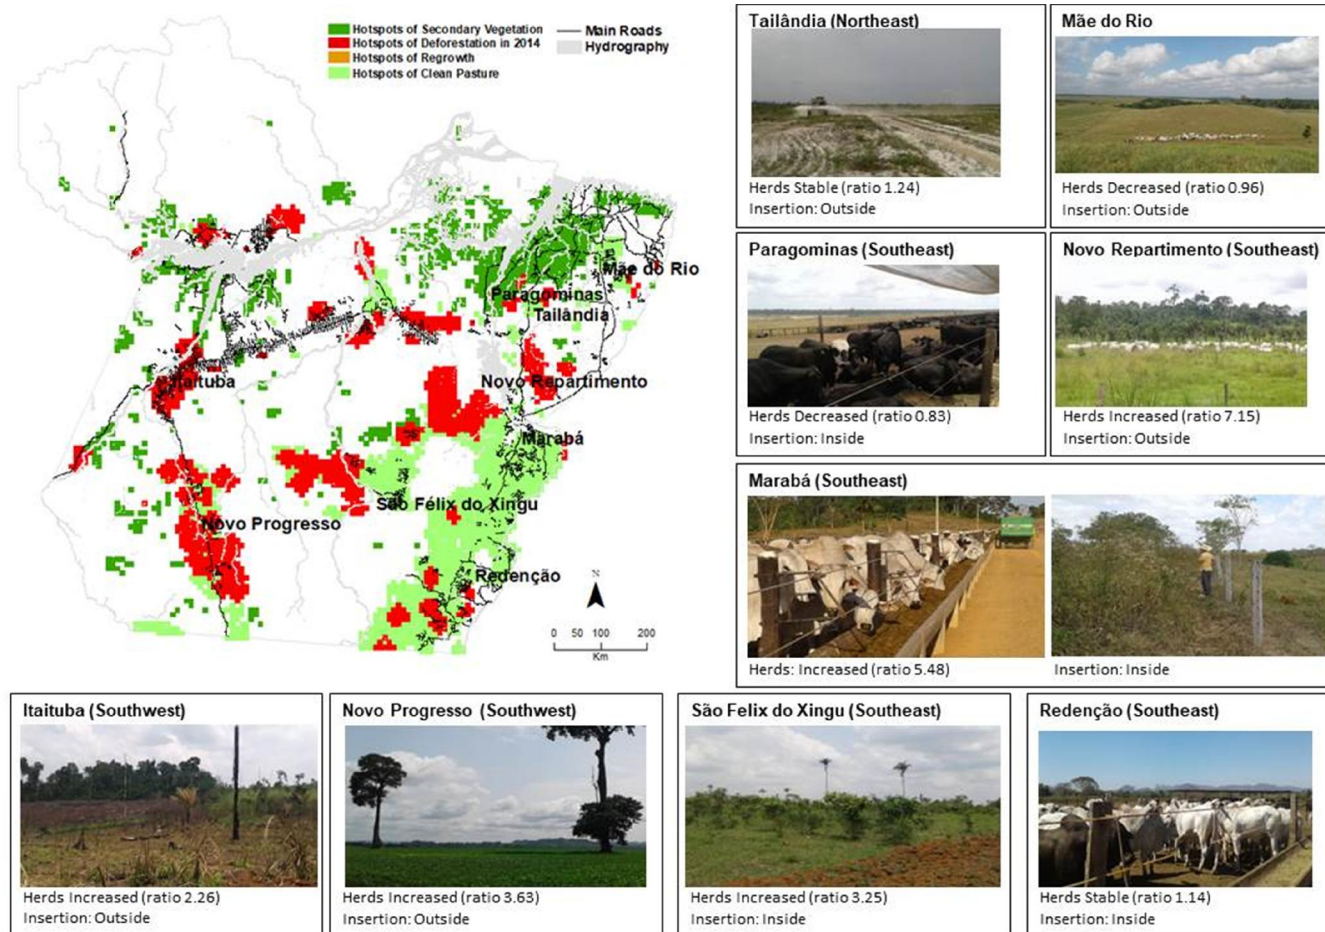 Hotspots of Secondary Vegetation
Hotspots of Deforestation in 2014
Hotspots of Regrowth
Hotspots of Clean Pasture
Main Roads
Hydrography
Mãe do Rio
Paragominas
Tailândia
Itaituba
Novo Repartimento
Marabá
São Félix do Xingu
Novo Progresso
Redenção
N
0 50 100 200
Km
Tailândia (Northeast)
Herds Stable (ratio 1.24)
Insertion: Outside
Mãe do Rio
Herds Decreased (ratio 0.96)
Insertion: Outside
Paragominas (Southeast)
Herds Decreased (ratio 0.83)
Insertion: Inside
Novo Repartimento (Southeast)
Herds Increased (ratio 7.15)
Insertion: Outside
Marabá (Southeast)
Herds: Increased (ratio 5.48)
Insertion: Inside
Itaituba (Southwest)
Herds Increased (ratio 2.26)
Insertion: Outside
Novo Progresso (Southwest)
Herds Increased (ratio 3.63)
Insertion: Outside
São Felix do Xingu (Southeast)
Herds Increased (ratio 3.25)
Insertion: Inside
Redenção (Southeast)
Herds Stable (ratio 1.14)
Insertion: Inside